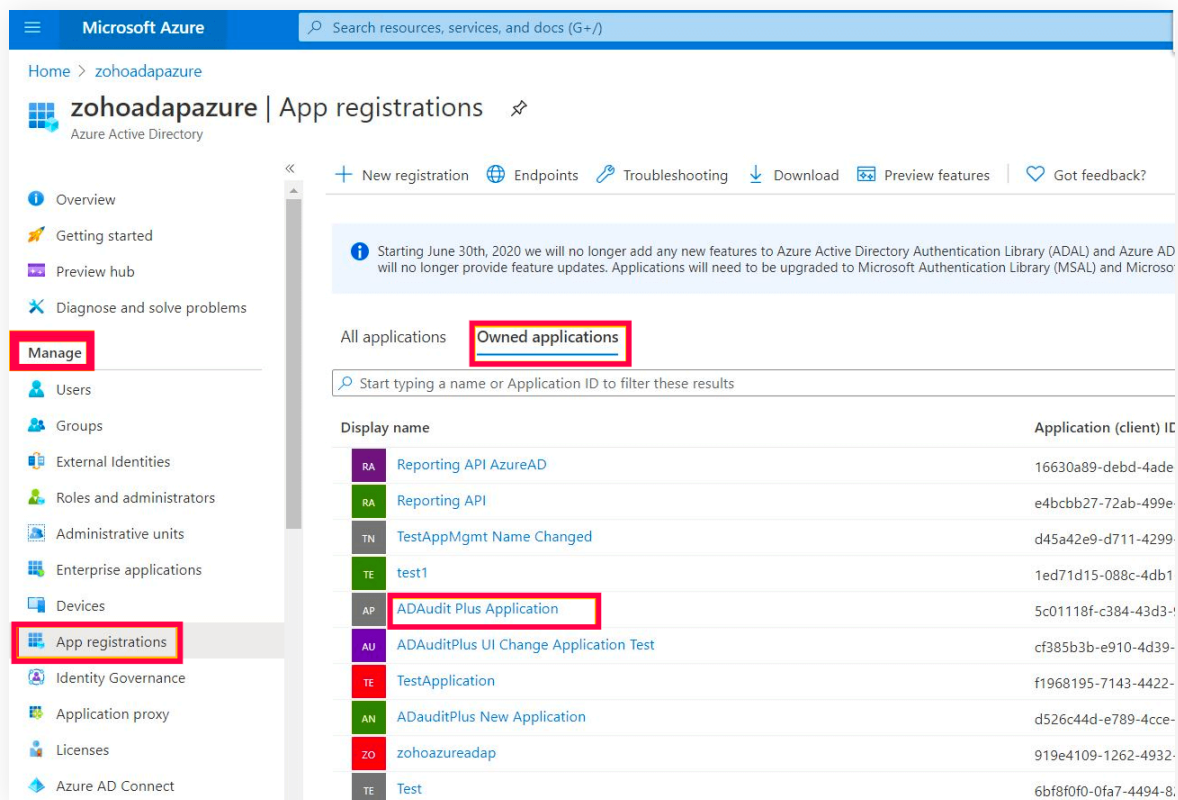 Microsoft Azure
Search resources, services, and docs (G+/)
Home > zohoadapazure
zohoadapazure | App registrations
Azure Active Directory
«
Overview
Getting started
Preview hub
Diagnose and solve problems
Manage
Users
Groups
External Identities
Roles and administrators
Administrative units
Enterprise applications
Devices
App registrations
Identity Governance
Application proxy
Licenses
Azure AD Connect
New registration Endpoints Troubleshooting Download Preview features Got feedback?
Starting June 30th, 2020 we will no longer add any new features to Azure Active Directory Authentication Library (ADAL) and Azure AD
will no longer provide feature updates. Applications will need to be upgraded to Microsoft Authentication Library (MSAL) and Microso
All applications Owned applications
Start typing a name or Application ID to filter these results
Display name Application (client) ID
RA Reporting API AzureAD 16630a89-debd-4ade
RA Reporting API e4bcbb27-72ab-499e
TN TestAppMgmt Name Changed d45a42e9-d711-4299
TE test1 1ed71d15-088c-4db1
AP ADAudit Plus Application 5c01118f-c384-43d3-
AU ADAuditPlus UI Change Application Test cf385b3b-e910-4d39-
TE TestApplication f1968195-7143-4422-
AN ADauditPlus New Application d526c44d-e789-4cce-
ZO zohoazureadap 919e4109-1262-4932-
TE Test 6bf8f0f0-0fa7-4494-8